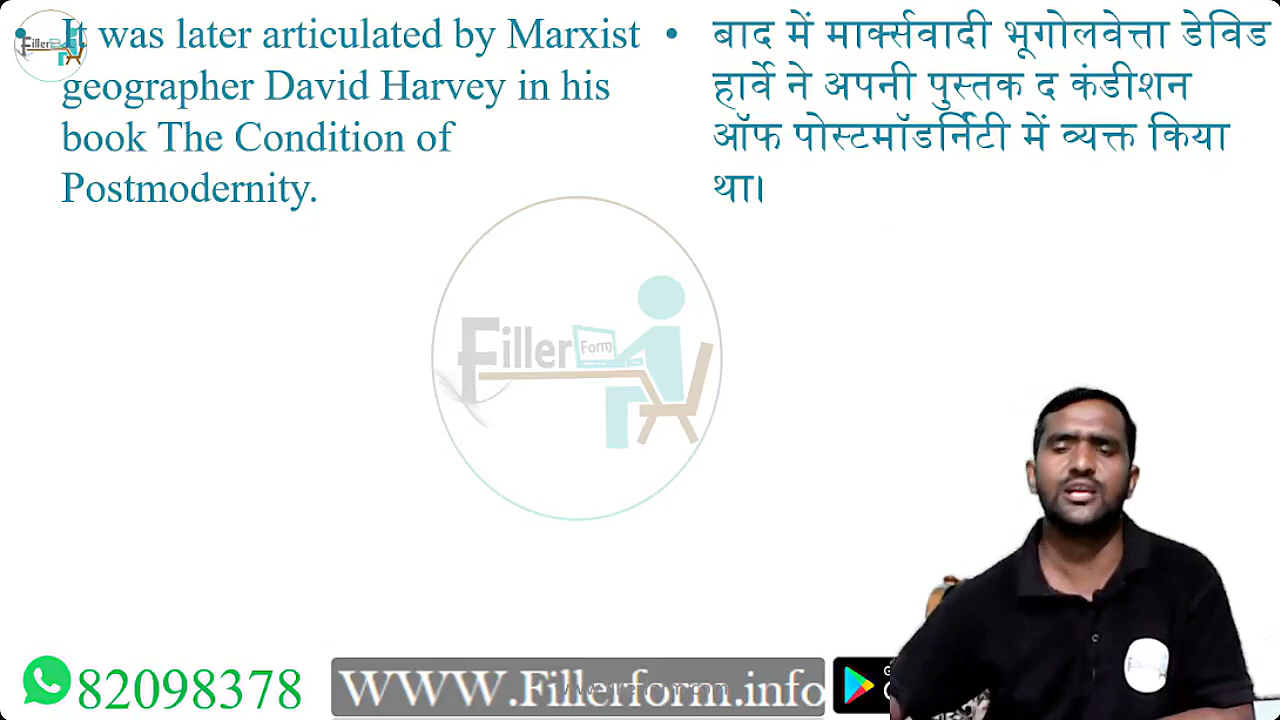 It was later articulated by Marxist
geographer David Harvey in his
book The Condition of
Postmodernity.
बाद में मार्क्सवादी भूगोलवेत्ता डेविड
हार्वे ने अपनी पुस्तक द कंडीशन
ऑफ पोस्टमॉडर्निटी में व्यक्त किया
था।
Filler Form
82098378
WWW.Fillerform.info